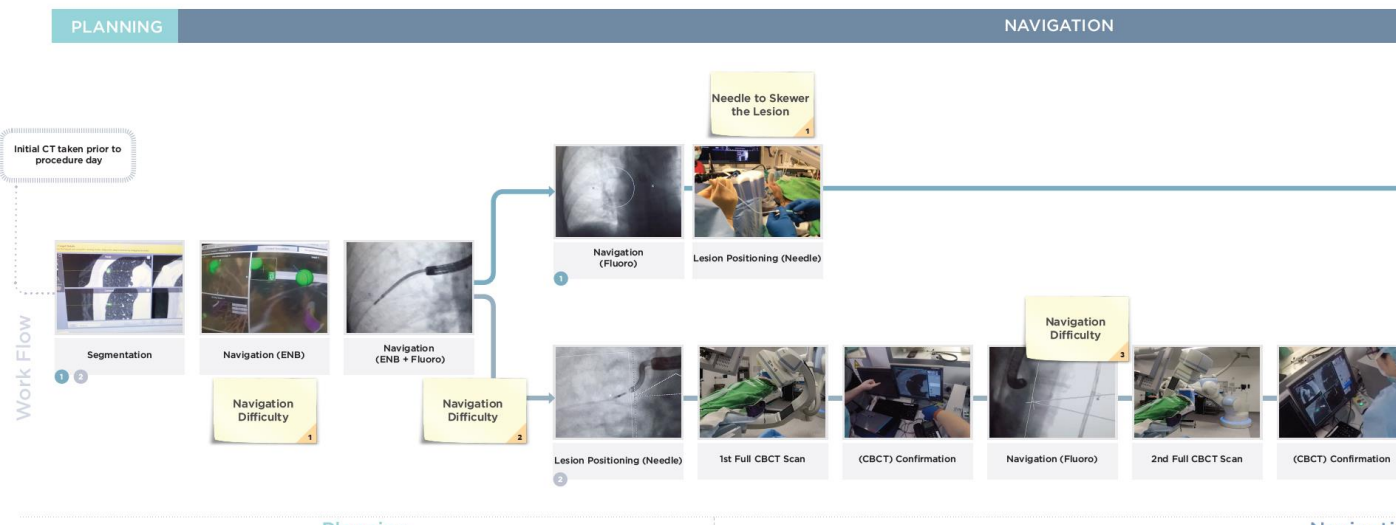 PLANNING
NAVIGATION
Needle to Skewer
the Lesion
1
Initial CT taken prior to
procedure day
Navigation
(Fluoro)
Lesion Positioning (Needle)
1
Work Flow
Segmentation
Navigation (ENB)
Navigation
(ENB + Fluoro)
1 2
Navigation
Difficulty
1
Navigation
Difficulty
2
Navigation
Difficulty
3
Lesion Positioning (Needle)
1st Full CBCT Scan
(CBCT) Confirmation
Navigation (Fluoro)
2nd Full CBCT Scan
(CBCT) Confirmation
2